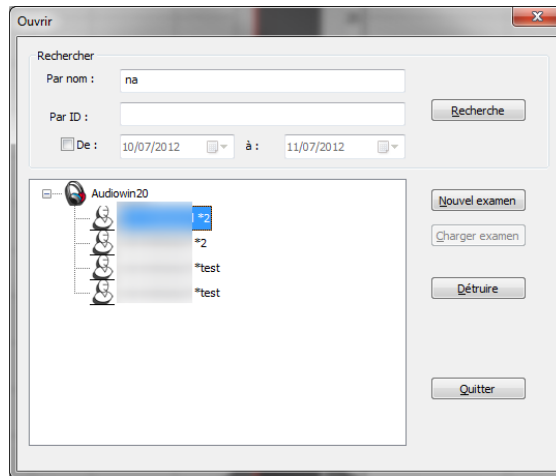 Ouvrir
Rechercher
Par nom :
na
Par ID :
Recherche
De :
10/07/2012
à :
11/07/2012
Audiowin20
*2
*2
*test
*test
Nouvel examen
Charger examen
Détruire
Quitter